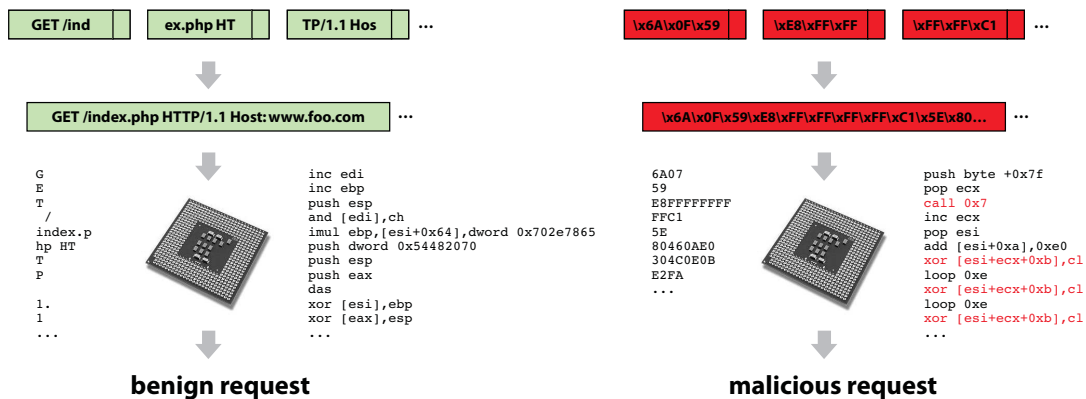 GET /ind ex.php HT TP/1.1 Hos ...
GET /index.php HTTP/1.1 Host: www.foo.com ...
G
E
T
/
index.p
hp HT
T
P
1.
1
...
inc edi
inc ebp
push esp
and [edi],ch
imul ebp,[esi+0x64],dword 0x702e7865
push dword 0x54482070
push esp
push eax
das
xor [esi],ebp
xor [eax],esp
...
benign request
\x6A\x0F\x59 \xE8\xFF\xFF \xFF\xFF\xC1 ...
\x6A\x0F\x59\xE8\xFF\xFF\xFF\xFF\xC1\x5E\x80... ...
6A07
59
E8FFFFFFFF
FFC1
5E
80460AE0
304C0E0B
E2FA
...
push byte +0x7f
pop ecx
call 0x7
inc ecx
pop esi
add [esi+0xa],0xe0
xor [esi+ecx+0xb],cl
loop 0xe
xor [esi+ecx+0xb],cl
loop 0xe
xor [esi+ecx+0xb],cl
...
malicious request